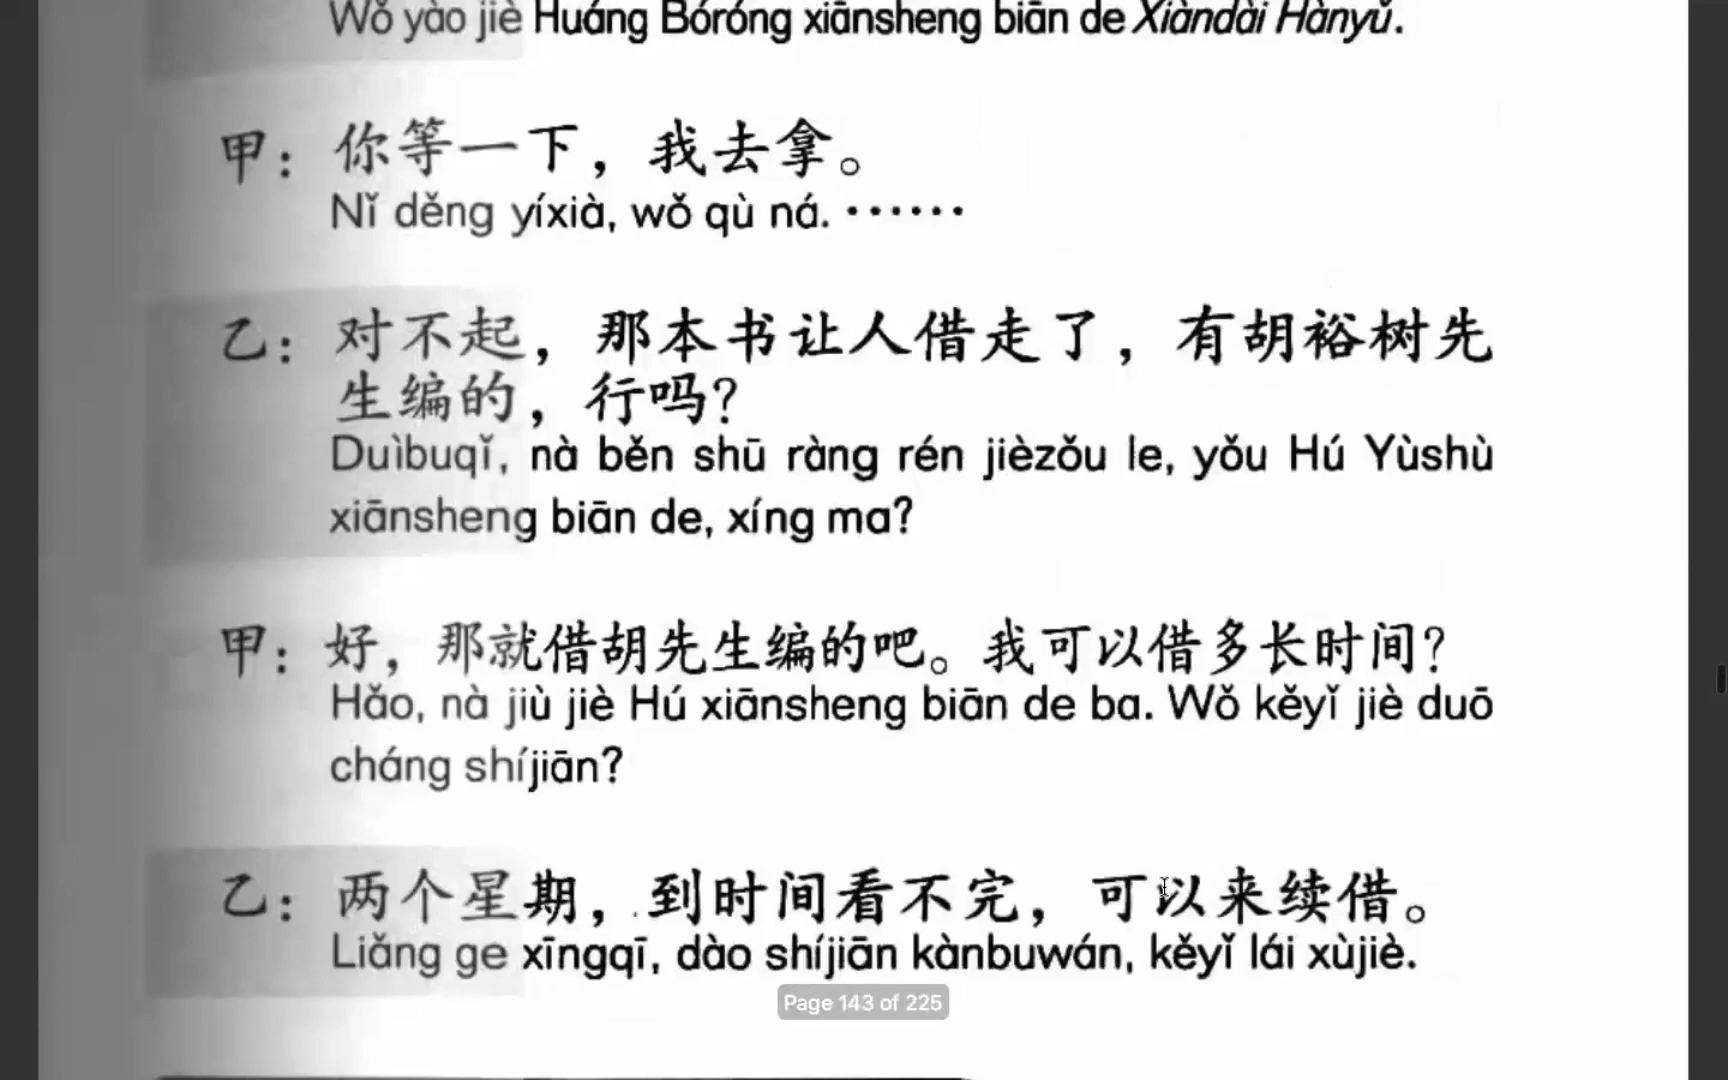 Wǒ yào jiè Huáng Bóróng xiānsheng biān de Xiàndài Hànyǔ.
甲：你等一下，我去拿。
Nǐ děng yíxià, wǒ qù ná. ······
乙：对不起，那本书让人借走了，有胡裕树先
生编的，行吗？
Duìbuqǐ, nà běn shū ràng rén jièzǒu le, yǒu Hú Yùshù
xiānsheng biān de, xíng ma?
甲：好，那就借胡先生编的吧。我可以借多长时间？
Hǎo, nà jiù jiè Hú xiānsheng biān de ba. Wǒ kěyǐ jiè duō
cháng shíjiān?
乙：两个星期，到时间看不完，可以来续借。
Liǎng ge xīngqī, dào shíjiān kànbuwán, kěyǐ lái xùjiè.
Page 143 of 225